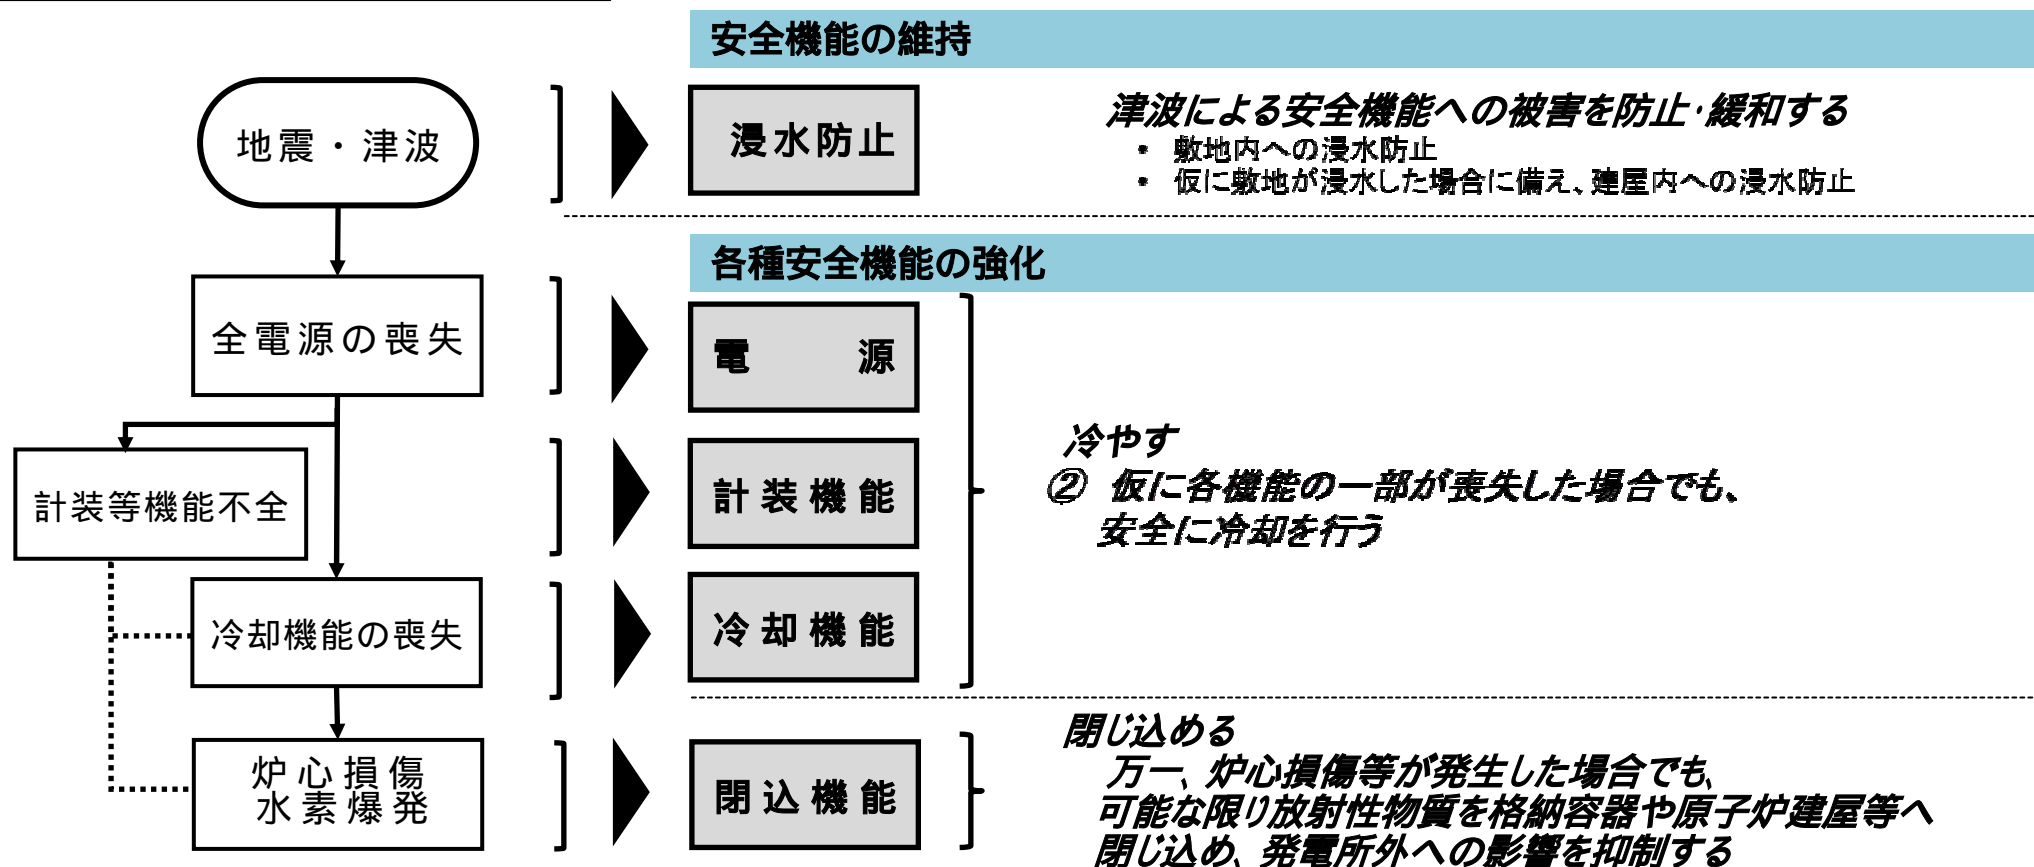 安全機能の維持
地震・津波
浸水防止
津波による安全機能への被害を防止･緩和する
・ 敷地内への浸水防止
・ 仮に敷地が浸水した場合に備え、建屋内への浸水防止
各種安全機能の強化
全電源の喪失
電　源
計装等機能不全
計装機能
冷やす
② 仮に各機能の一部が喪失した場合でも、
安全に冷却を行う
冷却機能の喪失
冷却機能
炉心損傷
水素爆発
閉込機能
閉じ込める
万一、炉心損傷等が発生した場合でも、
可能な限り放射性物質を格納容器や原子炉建屋等へ
閉じ込め、発電所外への影響を抑制する